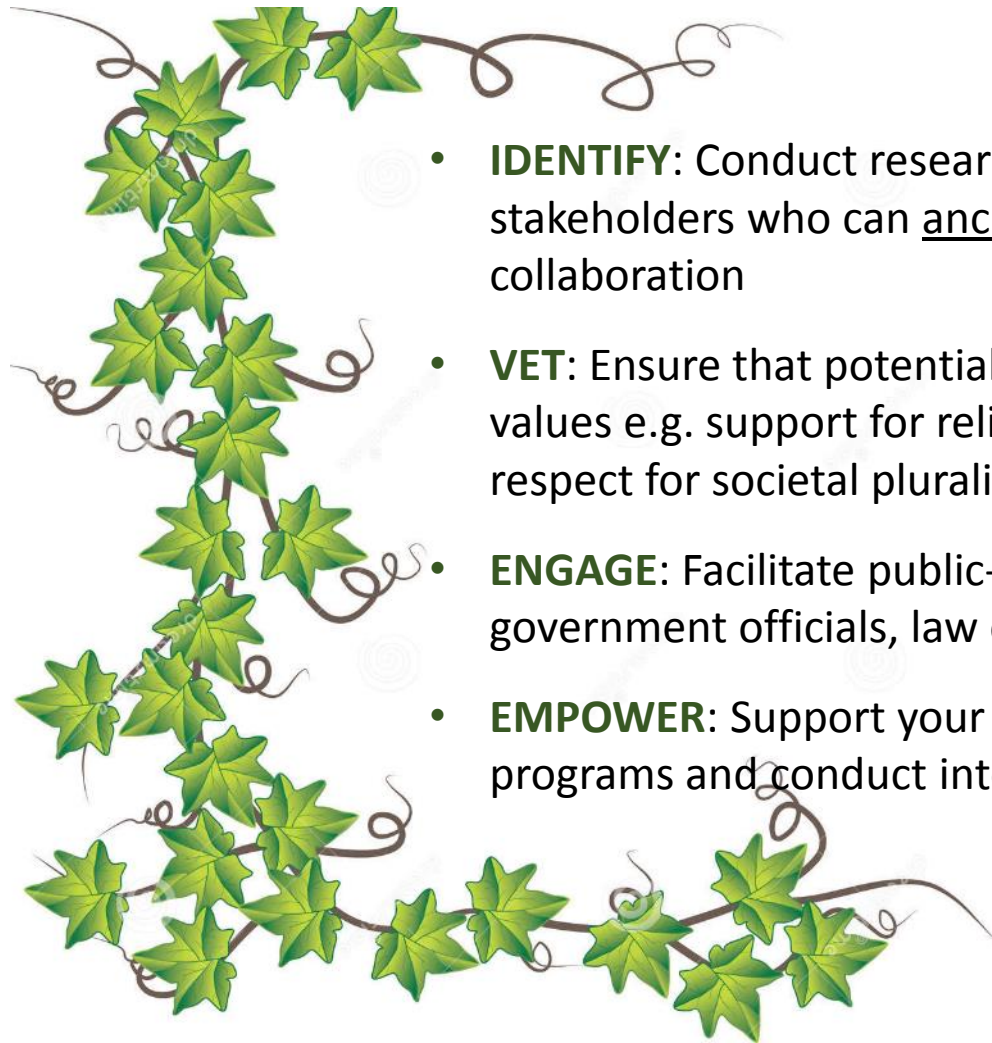 • IDENTIFY: Conduct resear
stakeholders who can anc
collaboration
• VET: Ensure that potential
values e.g. support for reli
respect for societal plurali
• ENGAGE: Facilitate public-
government officials, law
• EMPOWER: Support your
programs and conduct int